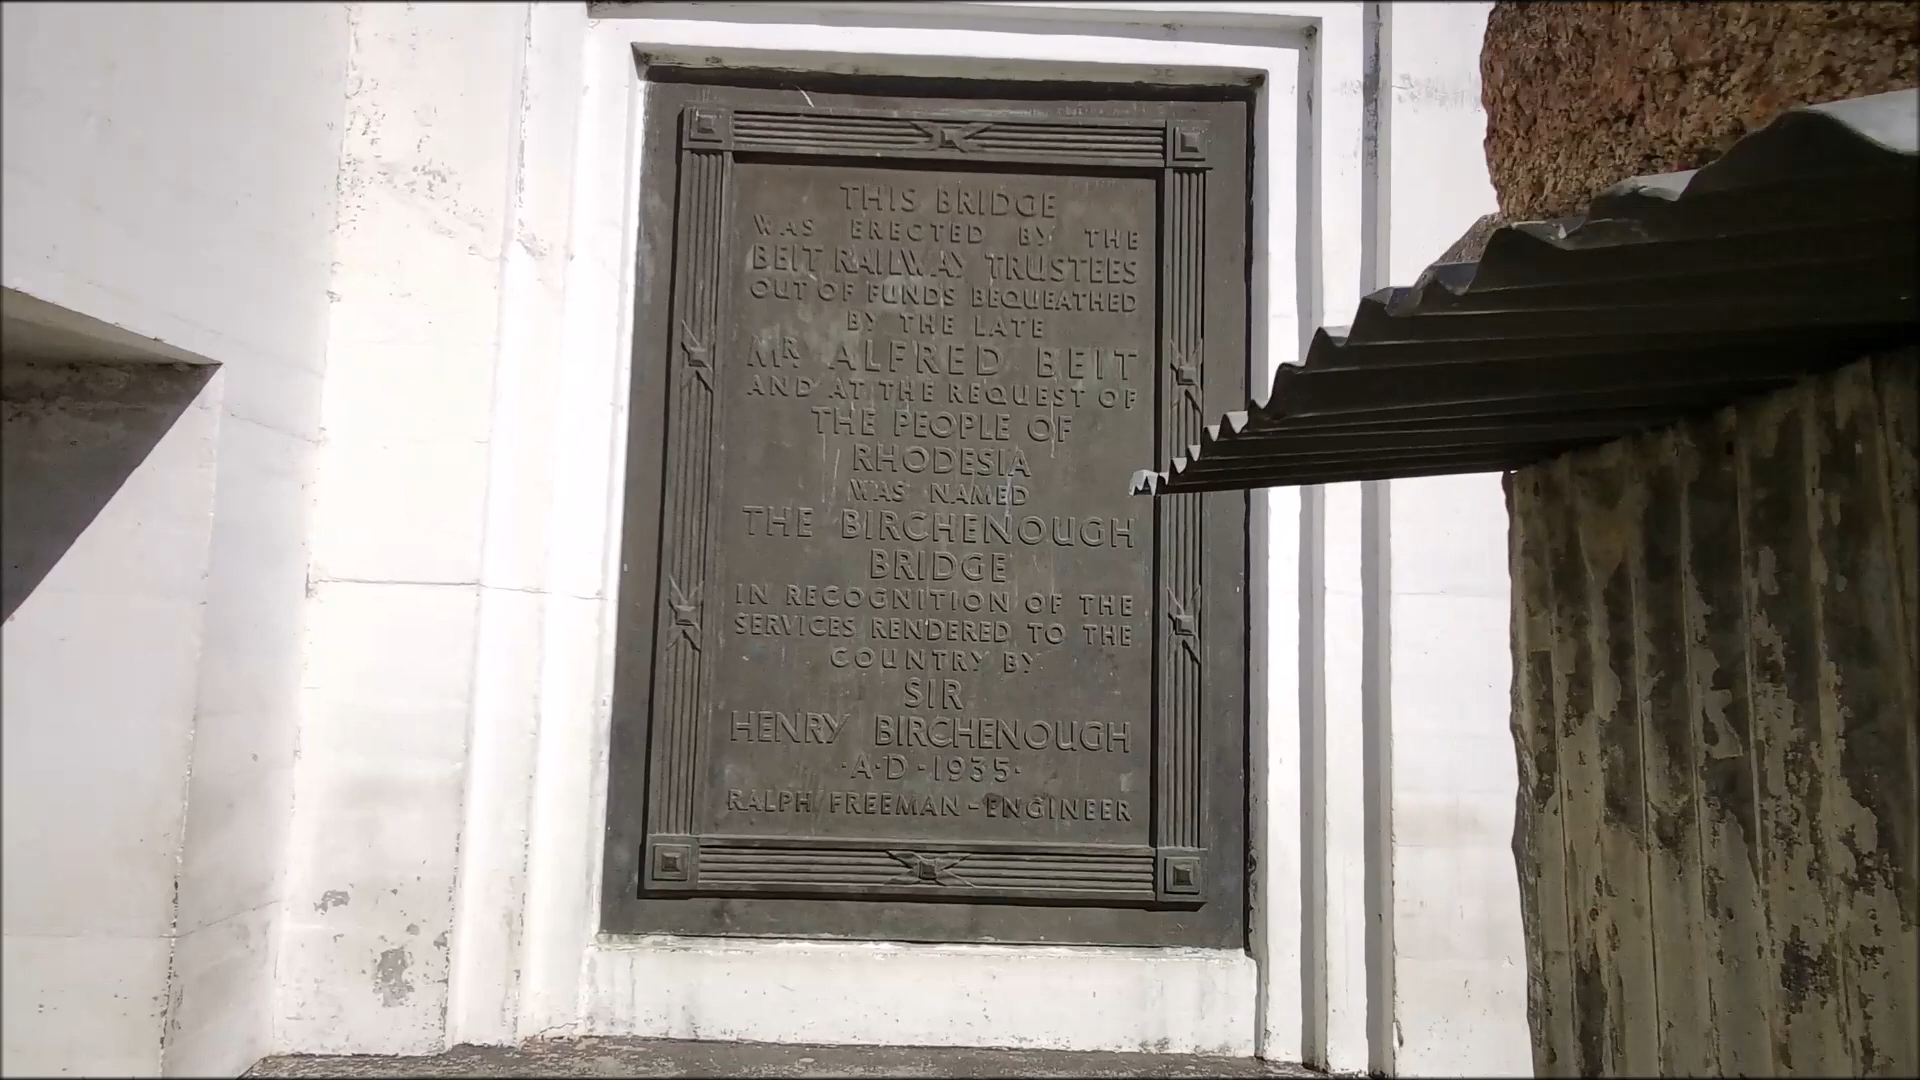 THIS BRIDGE
WAS ERECTED BY THE
BEIT RAILWAY TRUSTEES
OUT OF FUNDS BEQUEATHED
BY THE LATE
MR ALFRED BEIT
AND AT THE REQUEST OF
THE PEOPLE OF
RHODESIA
WAS NAMED
THE BIRCHENOUGH
BRIDGE
IN RECOGNITION OF THE
SERVICES RENDERED TO THE
COUNTRY BY
SIR
HENRY BIRCHENOUGH
·A·D·1935·
RALPH FREEMAN-ENGINEER